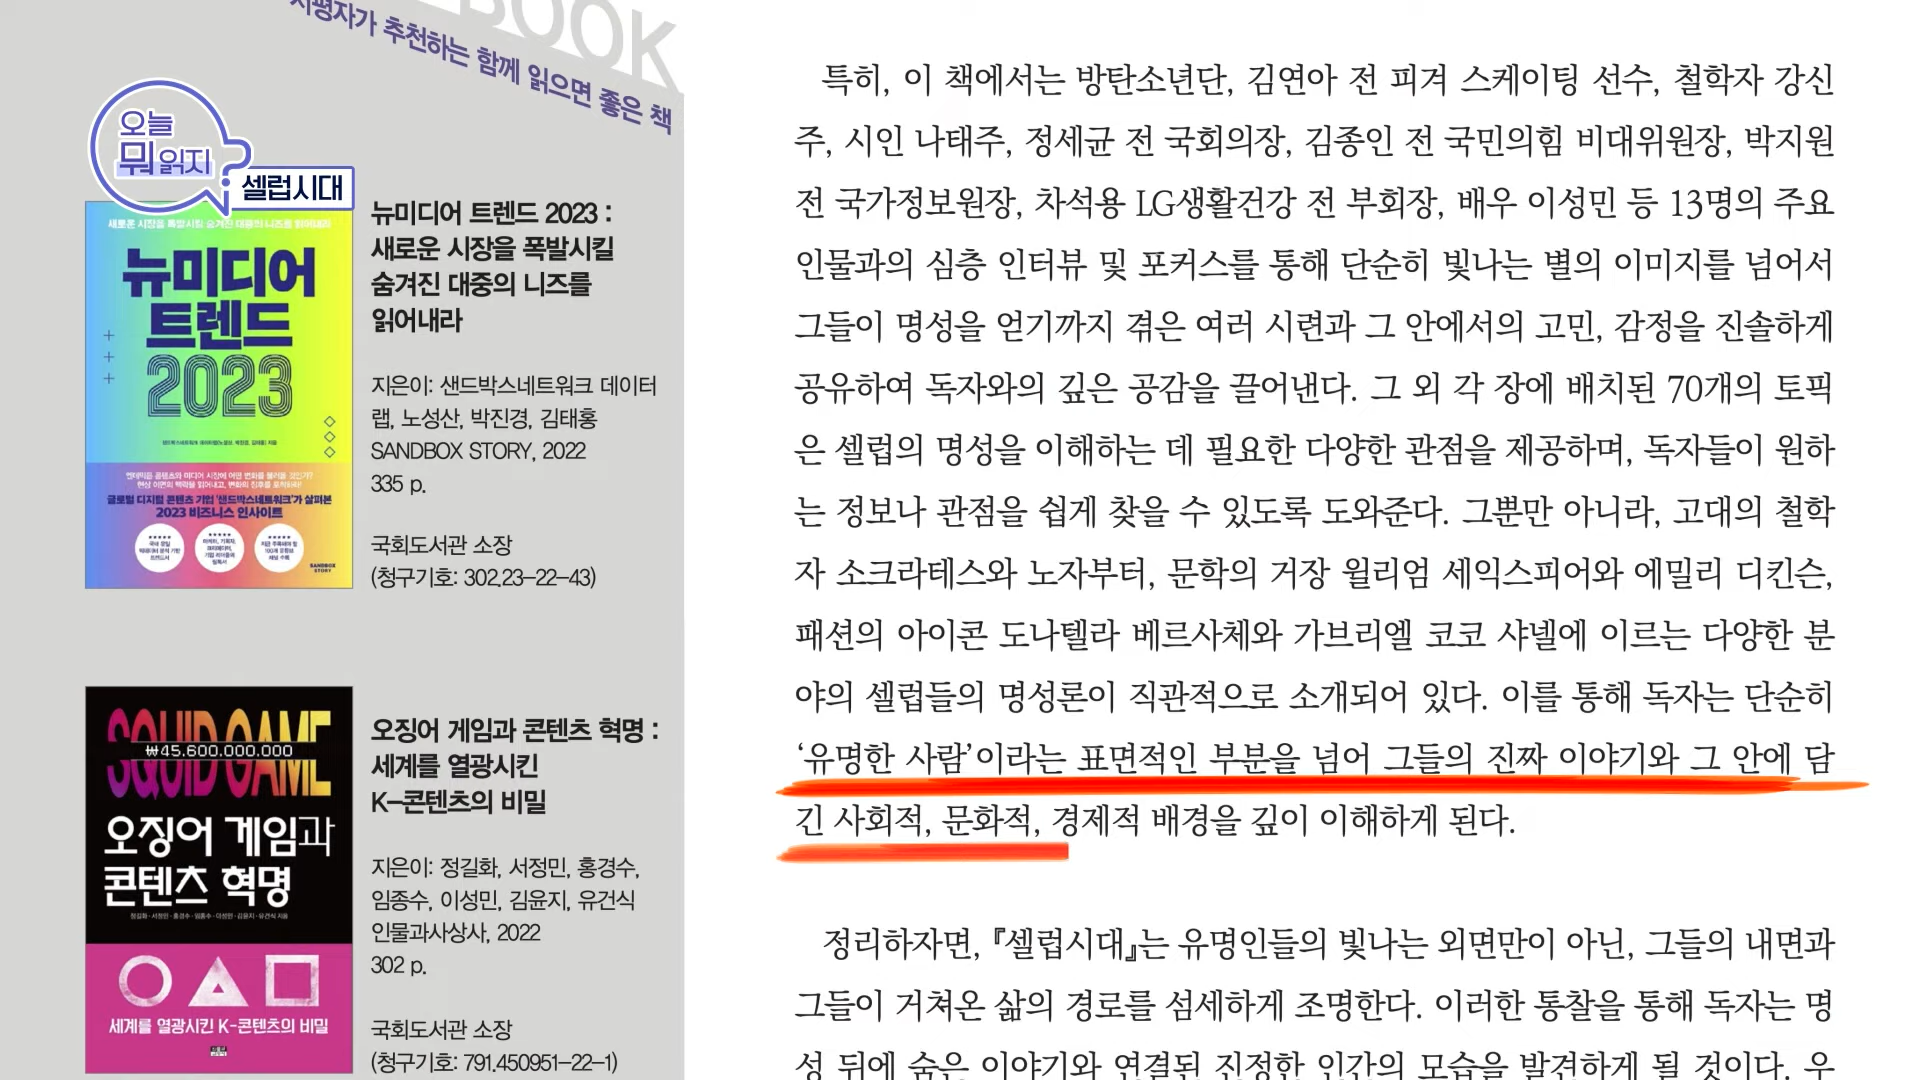 BOOK
서평자가 추천하는 함께 읽으면 좋은 책
오늘
뭐 읽지
셀럽시대
새로운 시장을 폭발시킬 숨겨진 대중의 니즈를 읽어내라
뉴미디어
트렌드
2023
글로벌 디지털 콘텐츠 기업 '샌드박스네트워크'가 살펴본
2023 비즈니스 인사이트
SANDBOX
STORY
뉴미디어 트렌드 2023 :
새로운 시장을 폭발시킬
숨겨진 대중의 니즈를
읽어내라
지은이: 샌드박스네트워크 데이터
랩, 노성산, 박진경, 김태홍
SANDBOX STORY, 2022
335 p.
국회도서관 소장
(청구기호: 302.23-22-43)
SQUID GAME
₩45.600.000.000
SQUID GAME
오징어 게임과
콘텐츠 혁명
정길화·서정민·홍경수·임종수·이성민·김윤지·유건식 지음
세계를 열광시킨 K-콘텐츠의 비밀
오징어 게임과 콘텐츠 혁명 :
세계를 열광시킨
K-콘텐츠의 비밀
지은이: 정길화, 서정민, 홍경수,
임종수, 이성민, 김윤지, 유건식
인물과사상사, 2022
302 p.
국회도서관 소장
(청구기호: 791.450951-22-1)
특히, 이 책에서는 방탄소년단, 김연아 전 피겨 스케이팅 선수, 철학자 강신
주, 시인 나태주, 정세균 전 국회의장, 김종인 전 국민의힘 비대위원장, 박지원
전 국가정보원장, 차석용 LG생활건강 전 부회장, 배우 이성민 등 13명의 주요
인물과의 심층 인터뷰 및 포커스를 통해 단순히 빛나는 별의 이미지를 넘어서
그들이 명성을 얻기까지 겪은 여러 시련과 그 안에서의 고민, 감정을 진솔하게
공유하여 독자와의 깊은 공감을 끌어낸다. 그 외 각 장에 배치된 70개의 토픽
은 셀럽의 명성을 이해하는 데 필요한 다양한 관점을 제공하며, 독자들이 원하
는 정보나 관점을 쉽게 찾을 수 있도록 도와준다. 그뿐만 아니라, 고대의 철학
자 소크라테스와 노자부터, 문학의 거장 윌리엄 셰익스피어와 에밀리 디킨슨,
패션의 아이콘 도나텔라 베르사체와 가브리엘 코코 샤넬에 이르는 다양한 분
야의 셀럽들의 명성론이 직관적으로 소개되어 있다. 이를 통해 독자는 단순히
‘유명한 사람’이라는 표면적인 부분을 넘어 그들의 진짜 이야기와 그 안에 담
긴 사회적, 문화적, 경제적 배경을 깊이 이해하게 된다.
정리하자면, 『셀럽시대』는 유명인들의 빛나는 외면만이 아닌, 그들의 내면과
그들이 거쳐온 삶의 경로를 섬세하게 조명한다. 이러한 통찰을 통해 독자는 명
성 뒤에 숨은 이야기와 연결된 진정한 인간의 모습을 발견하게 될 것이다. 우